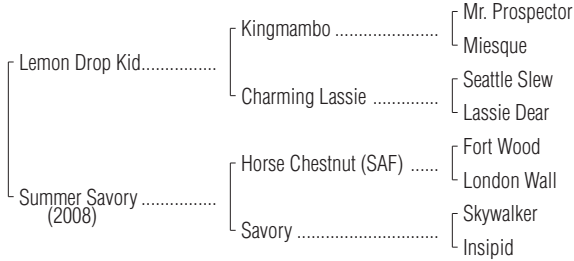 Mr. Prospector
Kingmambo ......................
Miesque
Lemon Drop Kid................
Seattle Slew
Charming Lassie ..............
Lassie Dear
Fort Wood
Horse Chestnut (SAF) ......
London Wall
Summer Savory ................
(2008)
Skywalker
Savory ..............................
Insipid